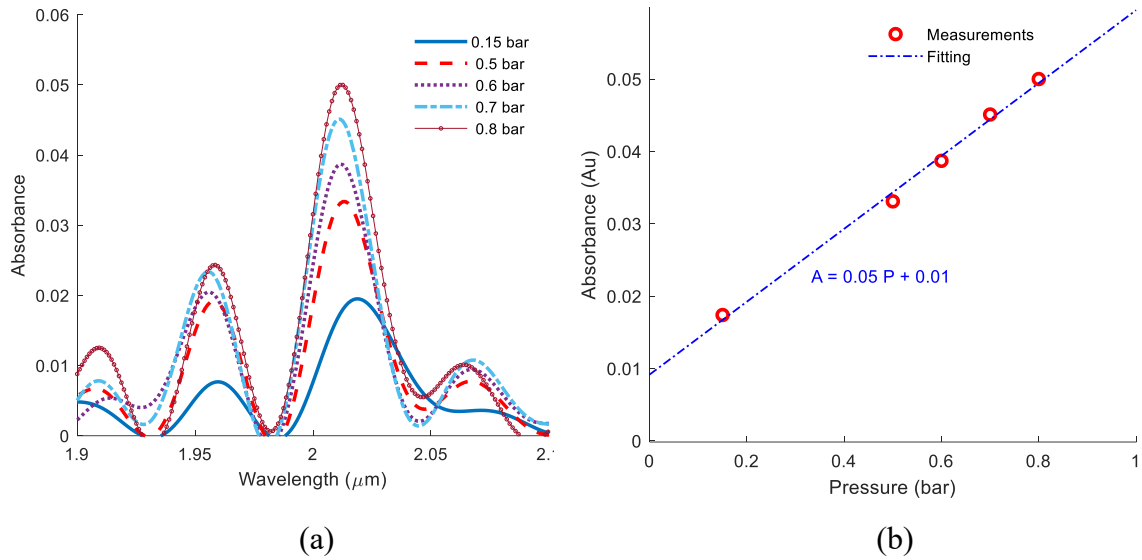 0.06
0.05
0.04
0.03
0.02
0.01
0
Absorbance
1.9
1.95
2
2.05
2.
Wavelength (μm)
0.15 bar
0.5 bar
0.6 bar
0.7 bar
0.8 bar
(a)
0.05
0.04
0.03
0.02
0.01
0
Absorbance (Au)
0
0.2
0.4
0.6
0.8
1
Pressure (bar)
Measurements
Fitting
A = 0.05 P + 0.01
(b)